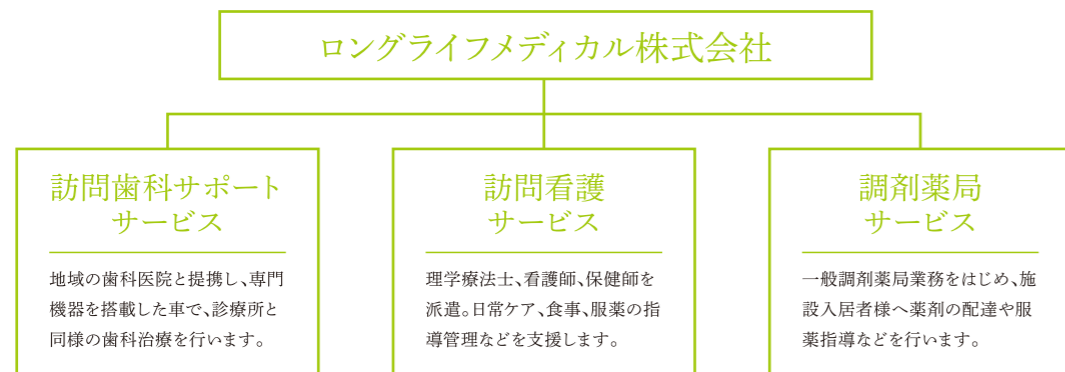 ロングライフメディカル株式会社
訪問歯科サポート
サービス
地域の歯科医院と提携し、専門
機器を搭載した車で、診療所と
同様の歯科治療を行います。
訪問看護
サービス
理学療法士、看護師、保健師を
派遣。日常ケア、食事、服薬の指
導管理などを支援します。
調剤薬局
サービス
一般調剤薬局業務をはじめ、施
設入居者様へ薬剤の配達や服
薬指導などを行います。